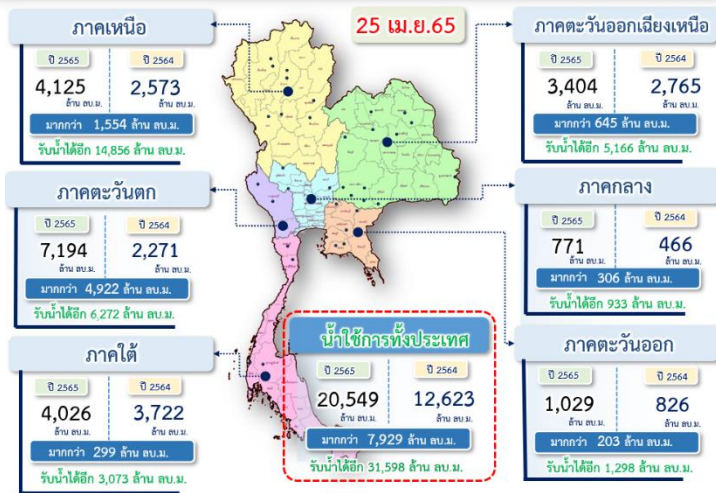 25 เม.ย.65
ภาคเหนือ
ปี 2565 ปี 2564
4,125 2,573
ล้าน ลบ.ม. ล้าน ลบ.ม.
มากกว่า 1,554 ล้าน ลบ.ม.
รับน้ำได้อีก 14,856 ล้าน ลบ.ม.
ภาคตะวันออกเฉียงเหนือ
ปี 2565 ปี 2564
3,404 2,765
ล้าน ลบ.ม. ล้าน ลบ.ม.
มากกว่า 645 ล้าน ลบ.ม.
รับน้ำได้อีก 5,166 ล้าน ลบ.ม.
ภาคตะวันตก
ปี 2565 ปี 2564
7,194 2,271
ล้าน ลบ.ม. ล้าน ลบ.ม.
มากกว่า 4,922 ล้าน ลบ.ม.
รับน้ำได้อีก 6,272 ล้าน ลบ.ม.
ภาคกลาง
ปี 2565 ปี 2564
771 466
ล้าน ลบ.ม. ล้าน ลบ.ม.
มากกว่า 306 ล้าน ลบ.ม.
รับน้ำได้อีก 933 ล้าน ลบ.ม.
ภาคใต้
ปี 2565 ปี 2564
4,026 3,722
ล้าน ลบ.ม. ล้าน ลบ.ม.
มากกว่า 299 ล้าน ลบ.ม.
รับน้ำได้อีก 3,073 ล้าน ลบ.ม.
น้ำใช้การทั้งประเทศ
ปี 2565 ปี 2564
20,549 12,623
ล้าน ลบ.ม. ล้าน ลบ.ม.
มากกว่า 7,929 ล้าน ลบ.ม.
รับน้ำได้อีก 31,598 ล้าน ลบ.ม.
ภาคตะวันออก
ปี 2565 ปี 2564
1,029 826
ล้าน ลบ.ม. ล้าน ลบ.ม.
มากกว่า 203 ล้าน ลบ.ม.
รับน้ำได้อีก 1,298 ล้าน ลบ.ม.